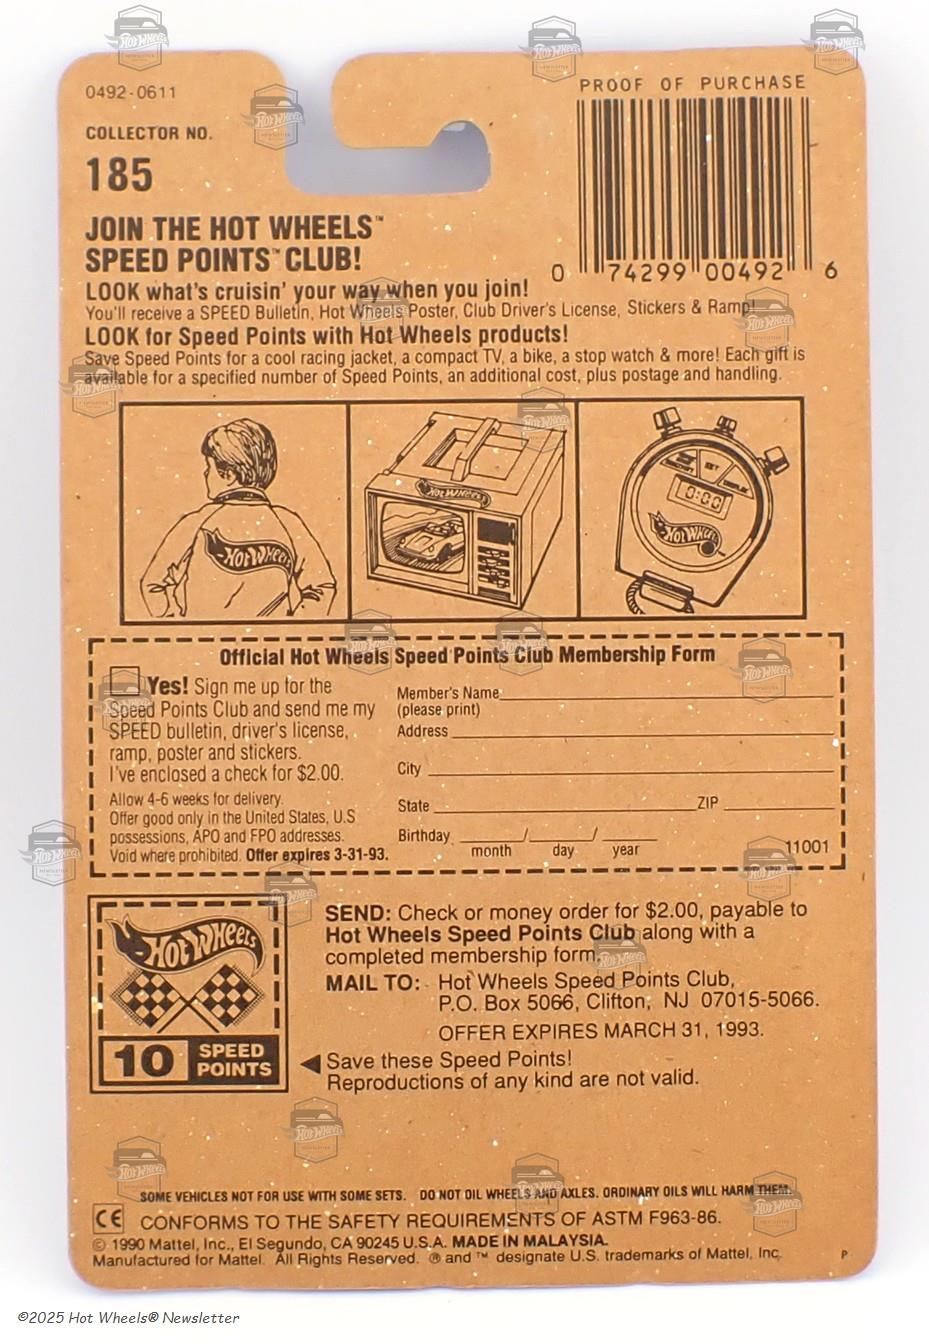 0492-0611
COLLECTOR NO.
185
PROOF OF PURCHASE
0 74299 00492 6
JOIN THE HOT WHEELS™
SPEED POINTS™ CLUB!
LOOK what's cruisin' your way when you join!
You'll receive a SPEED Bulletin, Hot Wheels Poster, Club Driver's License, Stickers & Ramp!
LOOK for Speed Points with Hot Wheels products!
Save Speed Points for a cool racing jacket, a compact TV, a bike, a stop watch & more! Each gift is
available for a specified number of Speed Points, an additional cost, plus postage and handling.
HOT WHEELS
HOT WHEELS
SET
0:00
HOT WHEELS
Official Hot Wheels Speed Points Club Membership Form
Yes! Sign me up for the
Speed Points Club and send me my
SPEED bulletin, driver's license,
ramp, poster and stickers.
I've enclosed a check for $2.00.
Allow 4-6 weeks for delivery.
Offer good only in the United States, U.S
possessions, APO and FPO addresses.
Void where prohibited. Offer expires 3-31-93.
Member's Name
(please print)
Address
City
State ZIP
Birthday / /
month day year
11001
HOT WHEELS
10 SPEED
POINTS
SEND: Check or money order for $2.00, payable to
Hot Wheels Speed Points Club along with a
completed membership form.
MAIL TO: Hot Wheels Speed Points Club,
P.O. Box 5066, Clifton, NJ 07015-5066.
OFFER EXPIRES MARCH 31, 1993.
◀ Save these Speed Points!
Reproductions of any kind are not valid.
SOME VEHICLES NOT FOR USE WITH SOME SETS. DO NOT OIL WHEELS AND AXLES. ORDINARY OILS WILL HARM THEM.
CE CONFORMS TO THE SAFETY REQUIREMENTS OF ASTM F963-86.
© 1990 Mattel, Inc., El Segundo, CA 90245 U.S.A. MADE IN MALAYSIA.
Manufactured for Mattel. All Rights Reserved. ® and ™ designate U.S. trademarks of Mattel, Inc.
P
©2025 Hot Wheels® Newsletter